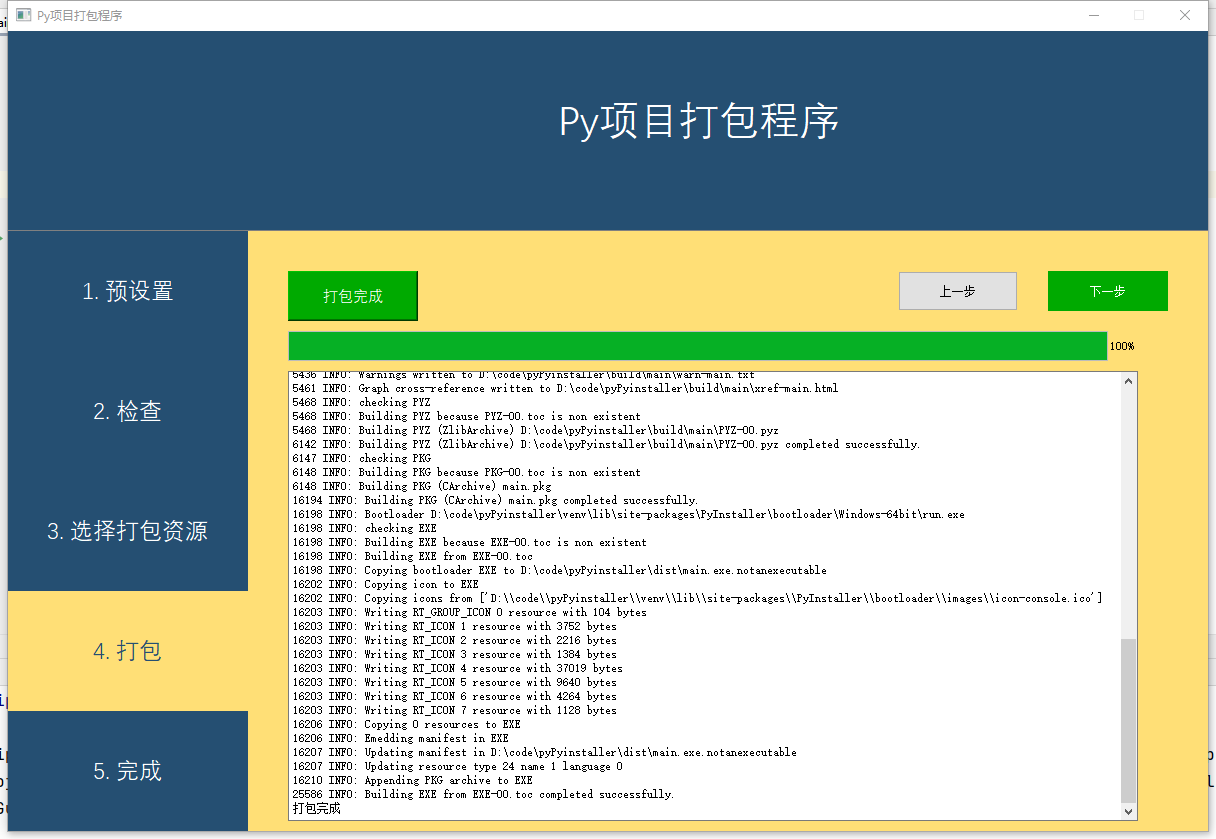 Py项目打包程序
Py项目打包程序
1. 预设置
2. 检查
3. 选择打包资源
4. 打包
5. 完成
打包完成
上一步
下一步
100%
5436 INFO: Warnings written to D:\code\pyPyinstaller\build\main\warn-main.txt
5461 INFO: Graph cross-reference written to D:\code\pyPyinstaller\build\main\xref-main.html
5468 INFO: checking PYZ
5468 INFO: Building PYZ because PYZ-00.toc is non existent
5468 INFO: Building PYZ (ZlibArchive) D:\code\pyPyinstaller\build\main\PYZ-00.pyz
6142 INFO: Building PYZ (ZlibArchive) D:\code\pyPyinstaller\build\main\PYZ-00.pyz completed successfully.
6147 INFO: checking PKG
6148 INFO: Building PKG because PKG-00.toc is non existent
6148 INFO: Building PKG (CArchive) main.pkg
16194 INFO: Building PKG (CArchive) main.pkg completed successfully.
16198 INFO: Bootloader D:\code\pyPyinstaller\venv\lib\site-packages\PyInstaller\bootloader\Windows-64bit\run.exe
16198 INFO: checking EXE
16198 INFO: Building EXE because EXE-00.toc is non existent
16198 INFO: Building EXE from EXE-00.toc
16198 INFO: Copying bootloader EXE to D:\code\pyPyinstaller\dist\main.exe.notanexecutable
16202 INFO: Copying icon to EXE
16202 INFO: Copying icons from ['D:\\code\\pyPyinstaller\\venv\\lib\\site-packages\\PyInstaller\\bootloader\\images\\icon-console.ico']
16203 INFO: Writing RT_GROUP_ICON 0 resource with 104 bytes
16203 INFO: Writing RT_ICON 1 resource with 3752 bytes
16203 INFO: Writing RT_ICON 2 resource with 2216 bytes
16203 INFO: Writing RT_ICON 3 resource with 1384 bytes
16203 INFO: Writing RT_ICON 4 resource with 37019 bytes
16203 INFO: Writing RT_ICON 5 resource with 9640 bytes
16203 INFO: Writing RT_ICON 6 resource with 4264 bytes
16203 INFO: Writing RT_ICON 7 resource with 1128 bytes
16206 INFO: Copying 0 resources to EXE
16206 INFO: Emedding manifest in EXE
16207 INFO: Updating manifest in D:\code\pyPyinstaller\dist\main.exe.notanexecutable
16207 INFO: Updating resource type 24 name 1 language 0
16210 INFO: Appending PKG archive to EXE
25586 INFO: Building EXE from EXE-00.toc completed successfully.
打包完成